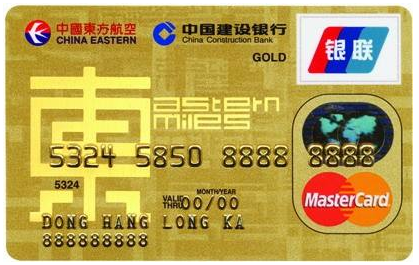 中國東方航空
CHINA EASTERN
中国建设银行
China Construction Bank
GOLD
银联
東
astern
miles
5324 5850 8888 8888
5324
MONTH/YEAR
VALID THRU 00/00
MasterCard
DONG HANG LONG KA
888888888